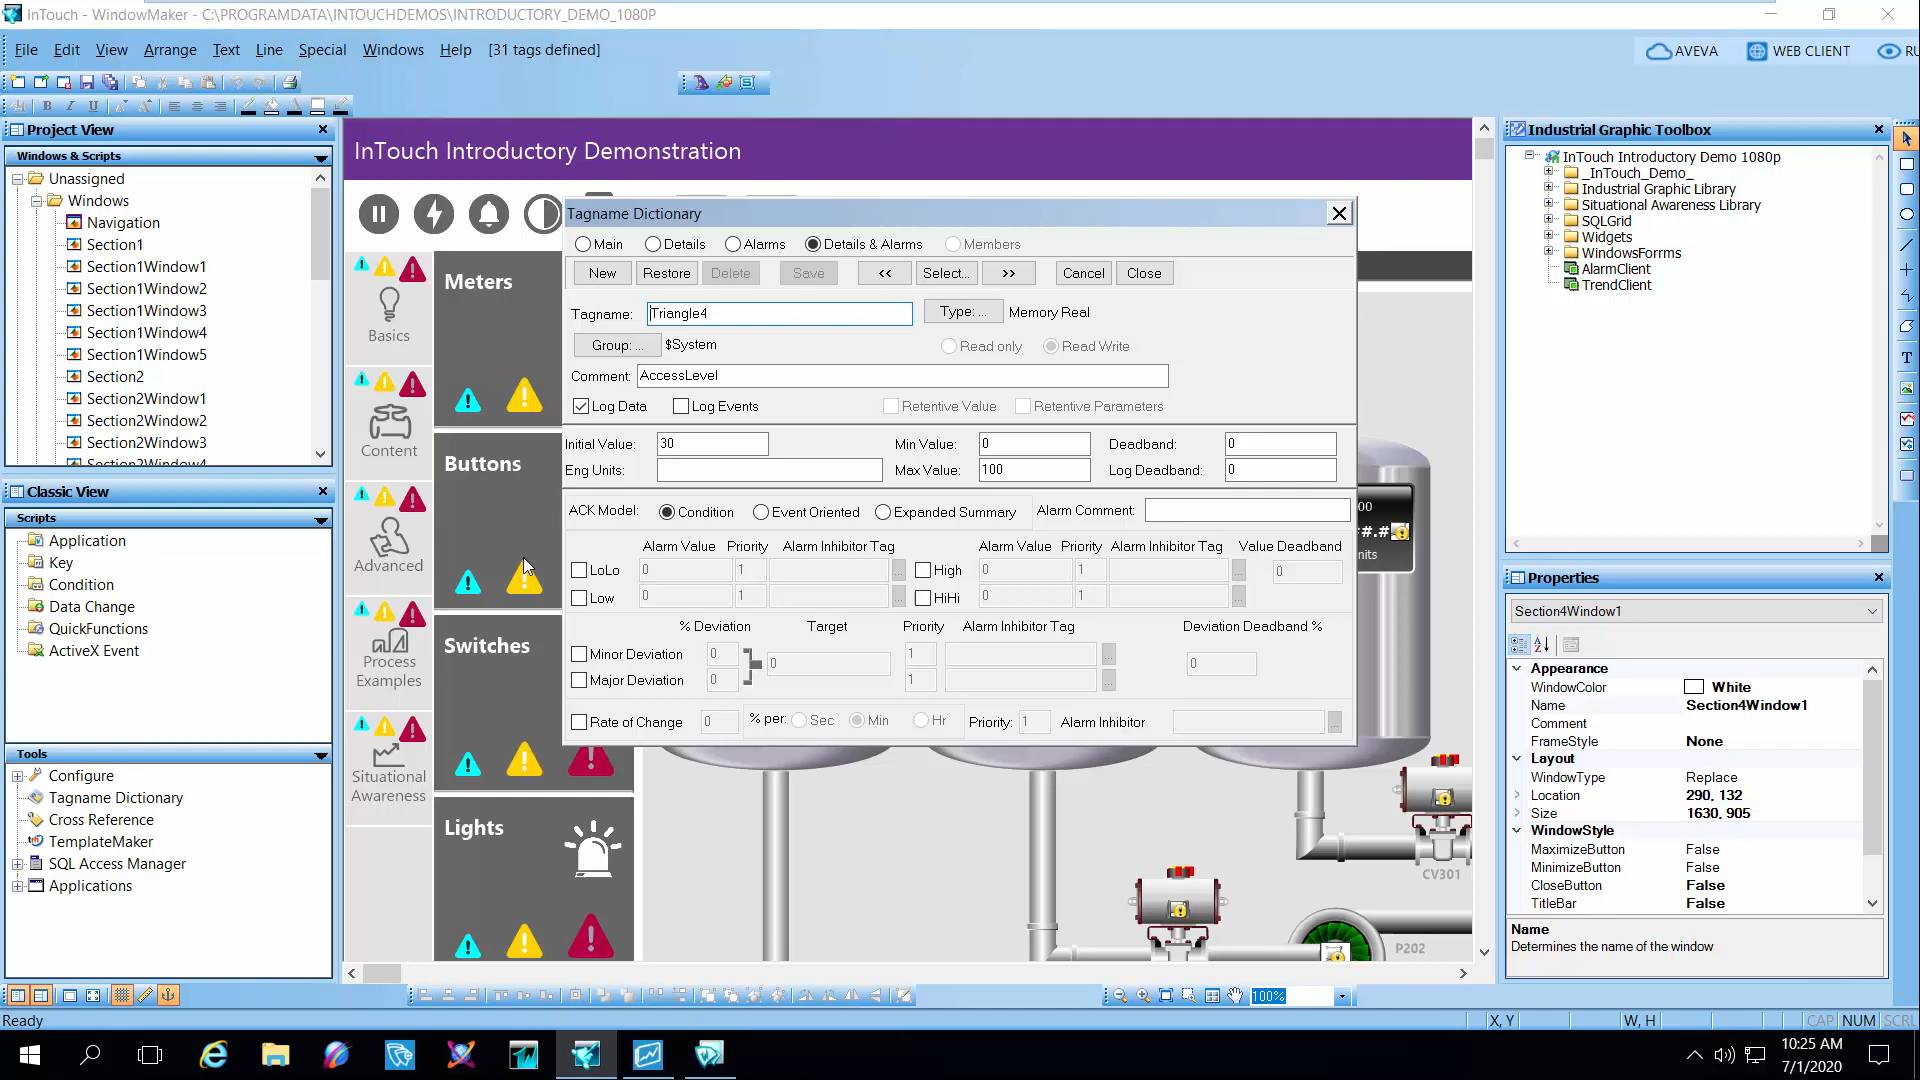 InTouch - WindowMaker - C:\PROGRAMDATA\INTOUCHDEMOS\INTRODUCTORY_DEMO_1080P
File Edit View Arrange Text Line Special Windows Help [31 tags defined]
AVEVA WEB CLIENT RU
Project View
Windows & Scripts
Unassigned
Windows
Navigation
Section1
Section1Window1
Section1Window2
Section1Window3
Section1Window4
Section1Window5
Section2
Section2Window1
Section2Window2
Section2Window3
Section2Window4
Classic View
Scripts
Application
Key
Condition
Data Change
QuickFunctions
ActiveX Event
Tools
Configure
Tagname Dictionary
Cross Reference
TemplateMaker
SQL Access Manager
Applications
InTouch Introductory Demonstration
Basics
Content
Advanced
Process
Examples
Situational
Awareness
Meters
Buttons
Switches
Lights
Tagname Dictionary
Main Details Alarms Details & Alarms Members
New Restore Delete Save << Select... >> Cancel Close
Tagname: Triangle4 Type: ... Memory Real
Group: ... $System Read only Read Write
Comment: AccessLevel
Log Data Log Events Retentive Value Retentive Parameters
Initial Value: 30 Min Value: 0 Deadband: 0
Eng Units: Max Value: 100 Log Deadband: 0
ACK Model: Condition Event Oriented Expanded Summary Alarm Comment:
Alarm Value Priority Alarm Inhibitor Tag Alarm Value Priority Alarm Inhibitor Tag Value Deadband
LoLo 0 1 ... High 0 1 ... 0
Low 0 1 ... HiHi 0 1 ...
% Deviation Target Priority Alarm Inhibitor Tag Deviation Deadband %
Minor Deviation 0 0 1 ... 0
Major Deviation 0 1 ...
Rate of Change 0 % per: Sec Min Hr Priority: 1 Alarm Inhibitor ...
00
#.#
nits
CV301
P202
Industrial Graphic Toolbox
InTouch Introductory Demo 1080p
_InTouch_Demo_
Industrial Graphic Library
Situational Awareness Library
SQLGrid
Widgets
WindowsForrms
AlarmClient
TrendClient
Properties
Section4Window1
Appearance
WindowColor White
Name Section4Window1
Comment
FrameStyle None
Layout
WindowType Replace
Location 290, 132
Size 1630, 905
WindowStyle
MaximizeButton False
MinimizeButton False
CloseButton False
TitleBar False
Name
Determines the name of the window
100%
Ready
X, Y W, H CAP NUM SCRL
10:25 AM
7/1/2020